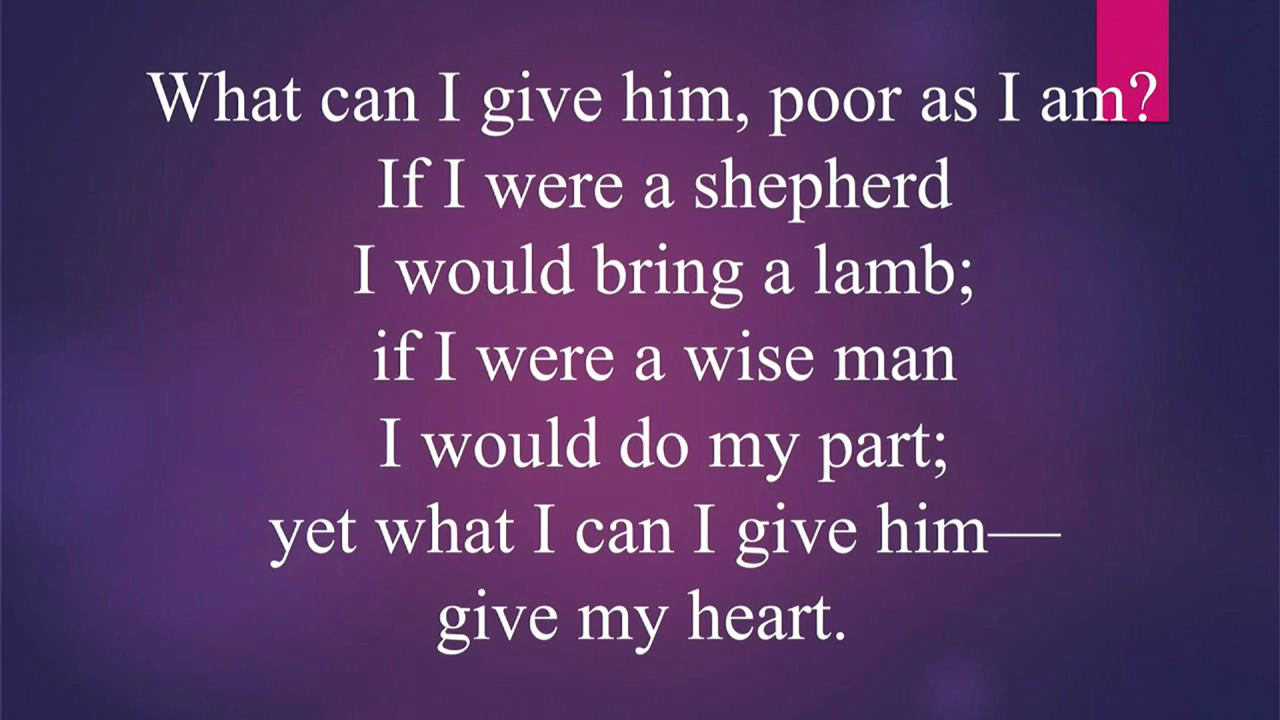 What can I give him, poor as I am?
If I were a shepherd
I would bring a lamb;
if I were a wise man
I would do my part;
yet what I can I give him—
give my heart.